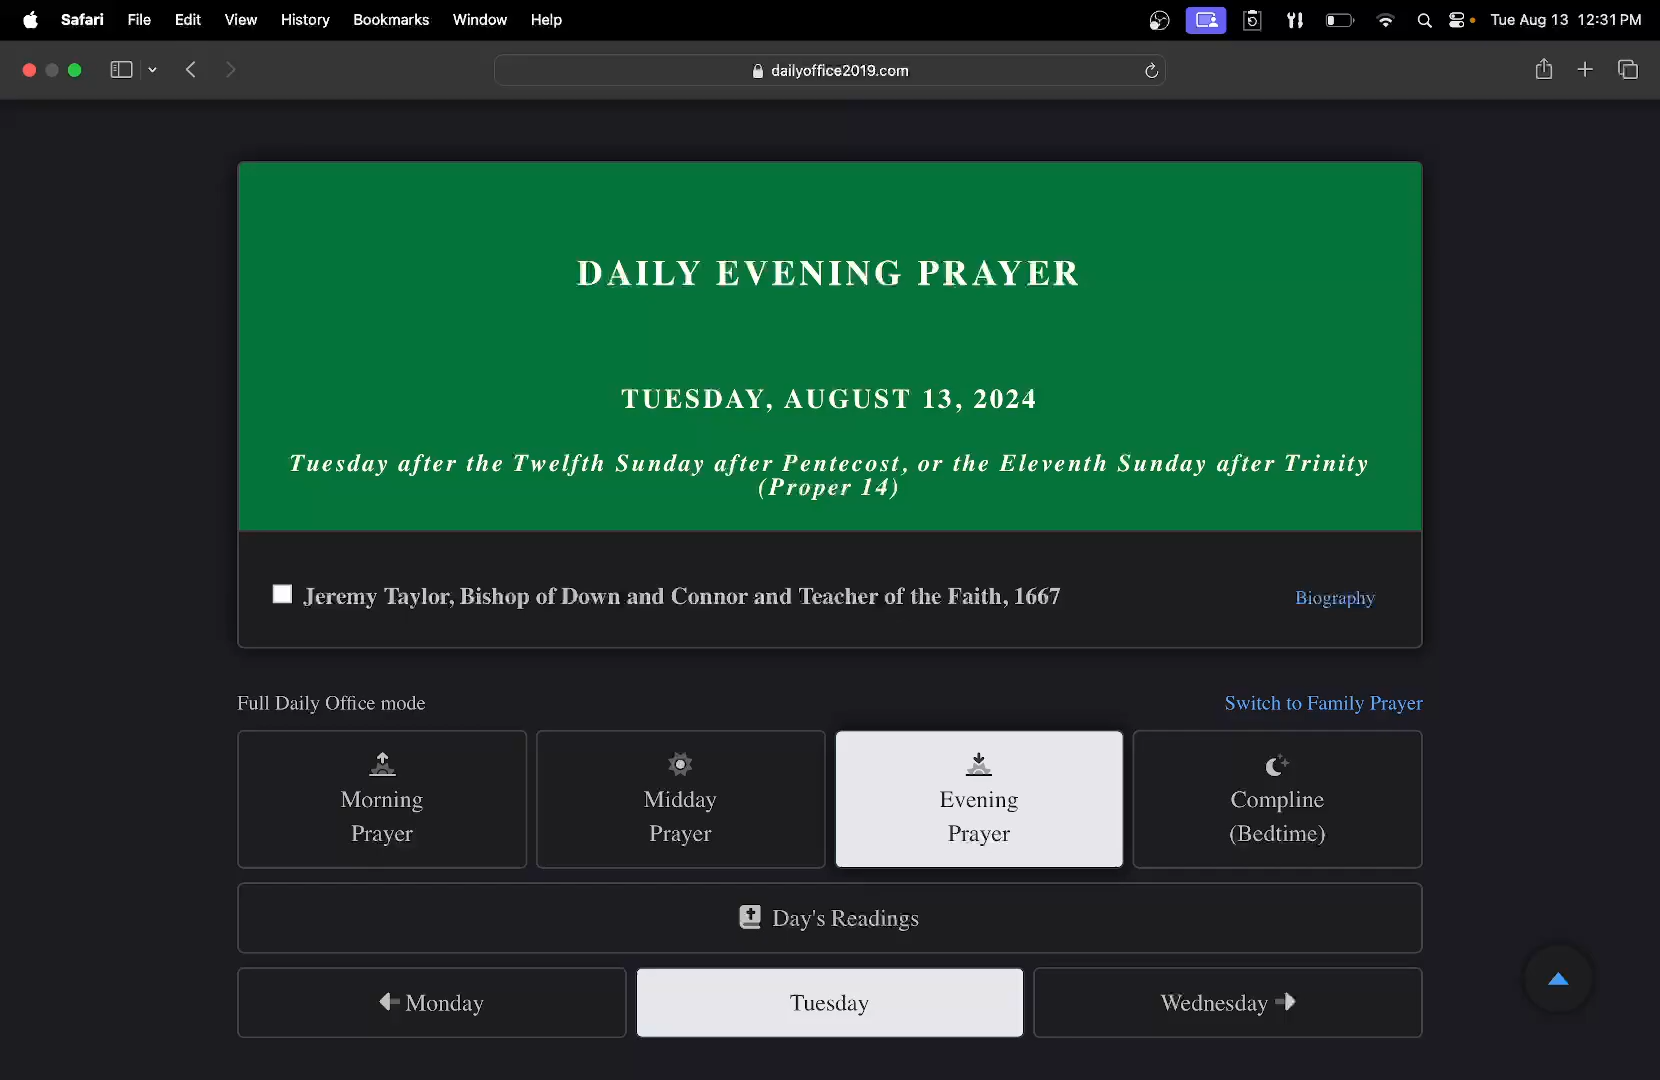 Safari File Edit View History Bookmarks Window Help Tue Aug 13 12:31 PM
dailyoffice2019.com
DAILY EVENING PRAYER
TUESDAY, AUGUST 13, 2024
Tuesday after the Twelfth Sunday after Pentecost, or the Eleventh Sunday after Trinity
(Proper 14)
Jeremy Taylor, Bishop of Down and Connor and Teacher of the Faith, 1667 Biography
Full Daily Office mode Switch to Family Prayer
Morning
Prayer
Midday
Prayer
Evening
Prayer
Compline
(Bedtime)
Day's Readings
Monday Tuesday Wednesday